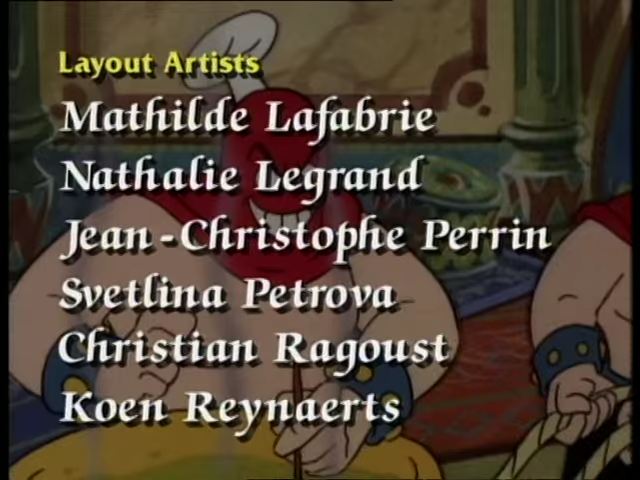 Layout Artists
Mathilde Lafabrie
Nathalie Legrand
Jean-Christophe Perrin
Svetlina Petrova
Christian Ragoust
Koen Reynaerts